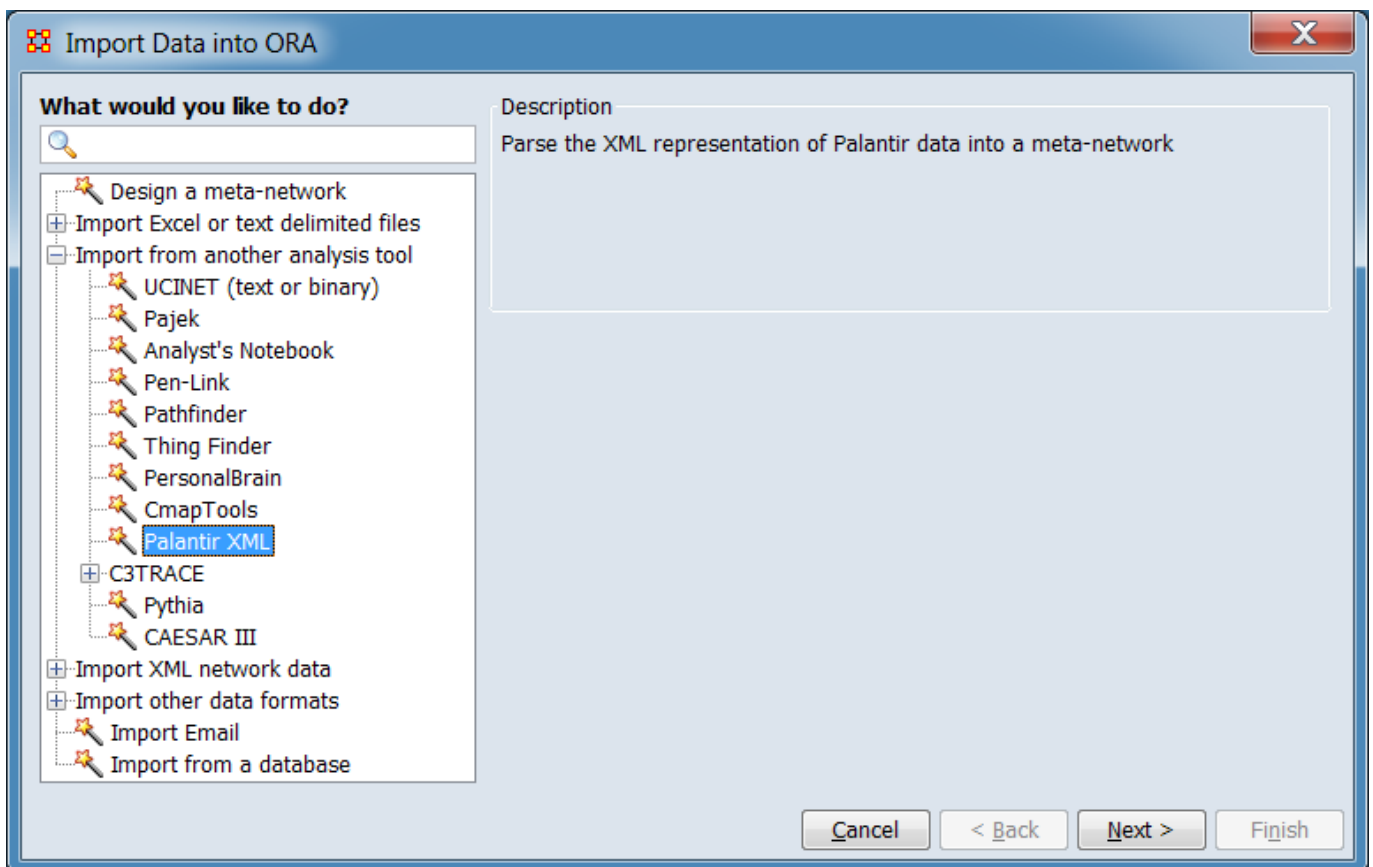 Import Data into ORA
X
What would you like to do?
Description
Parse the XML representation of Palantir data into a meta-network
Design a meta-network
Import Excel or text delimited files
Import from another analysis tool
UCINET (text or binary)
Pajek
Analyst's Notebook
Pen-Link
Pathfinder
Thing Finder
PersonalBrain
CmapTools
Palantir XML
C3TRACE
Pythia
CAESAR III
Import XML network data
Import other data formats
Import Email
Import from a database
Cancel
< Back
Next >
Finish